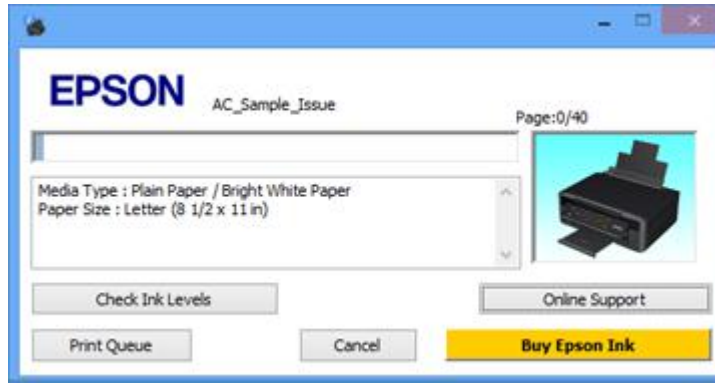 EPSON
AC_Sample_Issue
Page:0/40
Media Type : Plain Paper / Bright White Paper
Paper Size : Letter (8 1/2 x 11 in)
Check Ink Levels
Online Support
Print Queue
Cancel
Buy Epson Ink